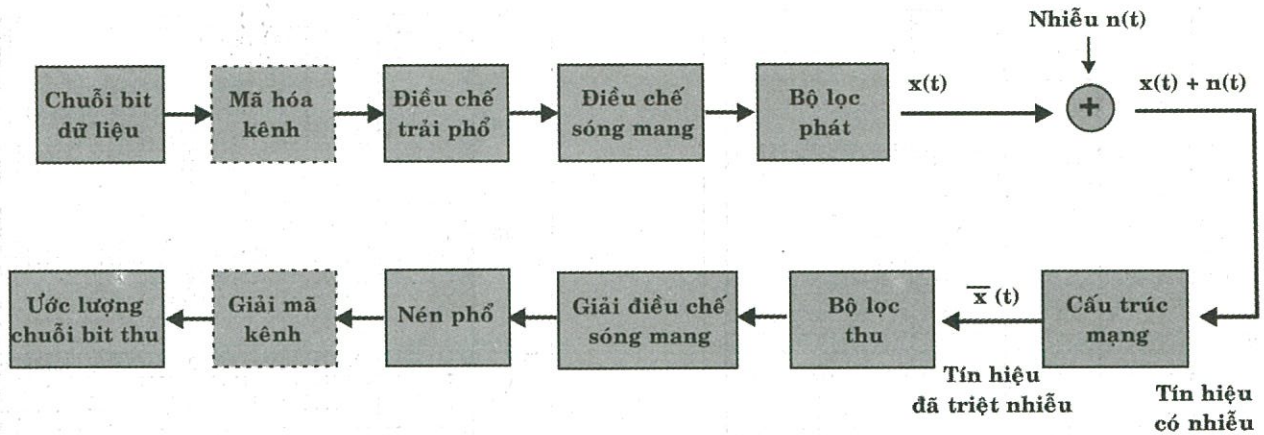 Nhiễu n(t)
Chuỗi bit
dữ liệu
Mã hóa
kênh
Điều chế
trải phổ
Điều chế
sóng mang
Bộ lọc
phát
x(t)
+
x(t) + n(t)
Ước lượng
chuỗi bit thu
Giải mã
kênh
Nén phổ
Giải điều chế
sóng mang
Bộ lọc
thu
x̅ (t)
Cấu trúc
mạng
Tín hiệu
đã triệt nhiễu
Tín hiệu
có nhiễu